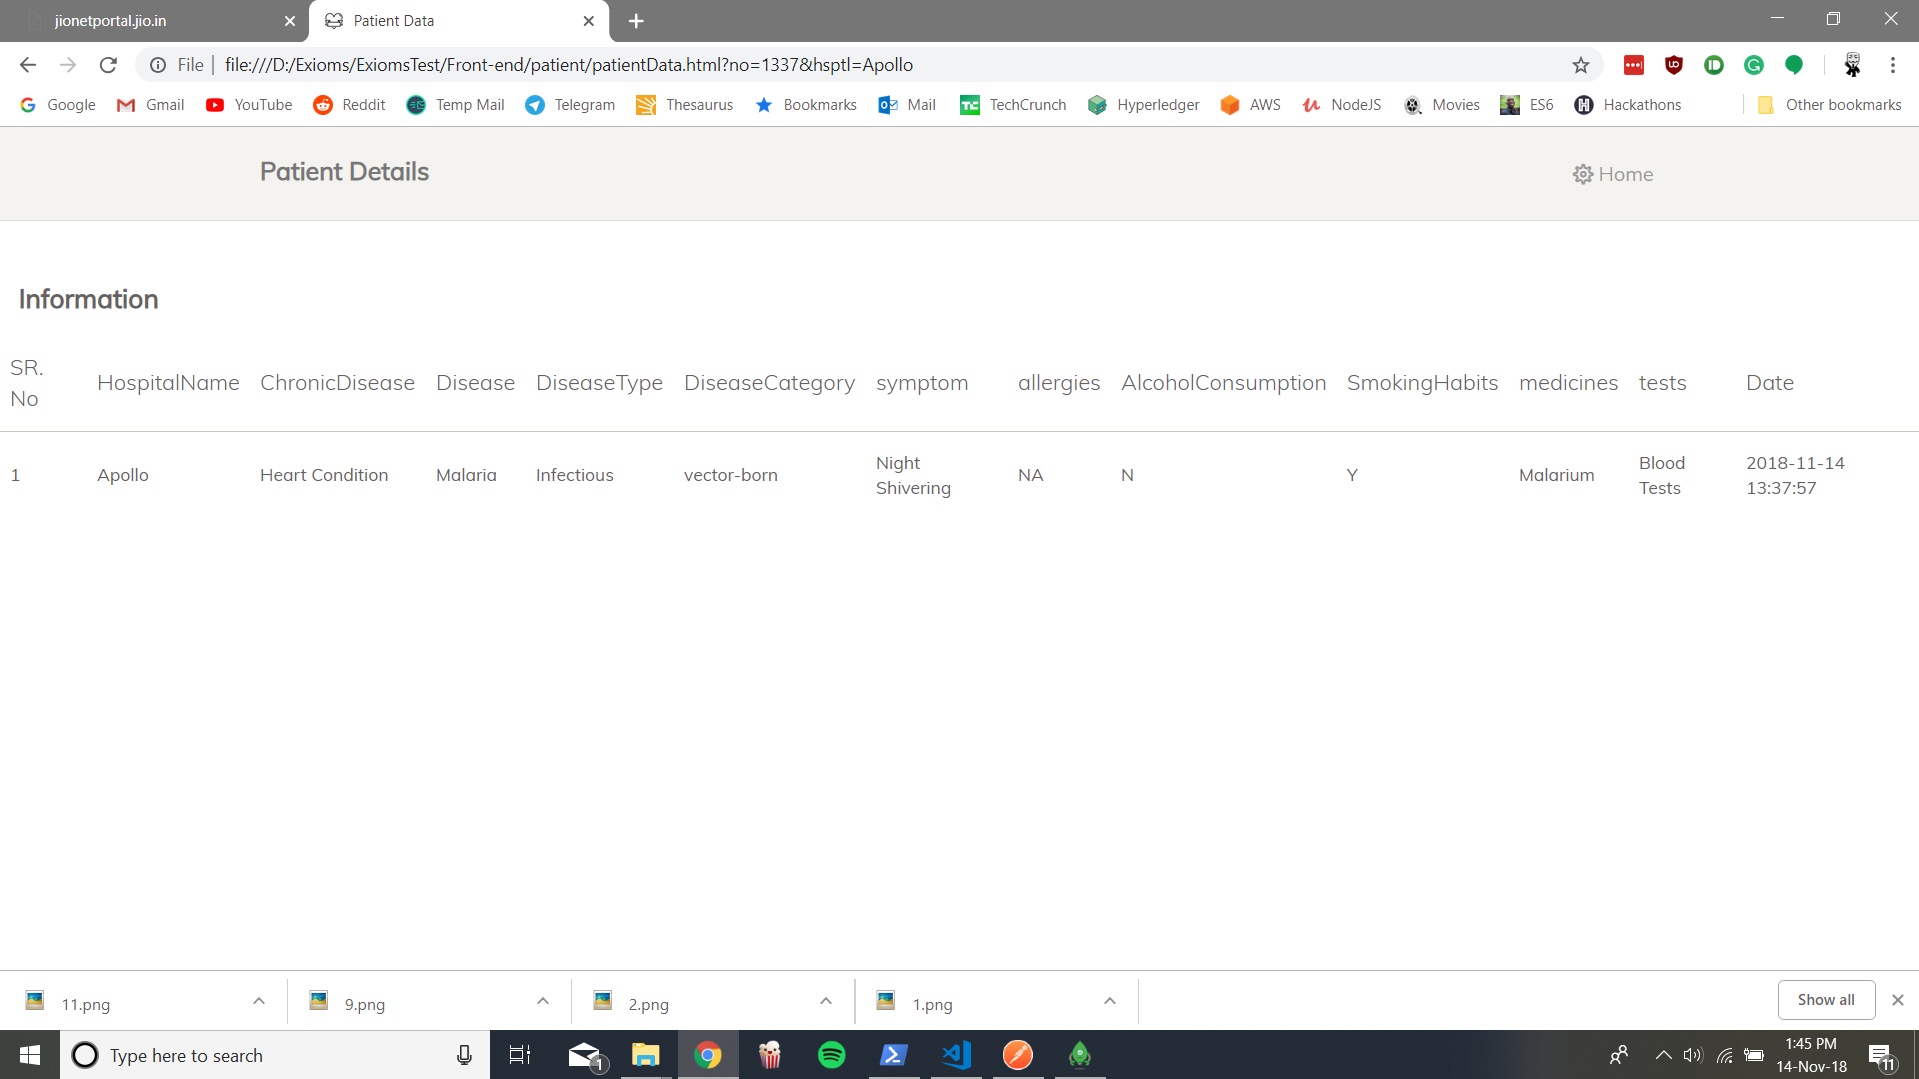 jionetportal.jio.in
Patient Data
File
file:///D:/Exioms/ExiomsTest/Front-end/patient/patientData.html?no=1337&hsptl=Apollo
Google Gmail YouTube Reddit Temp Mail Telegram Thesaurus Bookmarks Mail TechCrunch Hyperledger AWS NodeJS Movies ES6 Hackathons Other bookmarks
Patient Details
Home
Information
SR. No HospitalName ChronicDisease Disease DiseaseType DiseaseCategory symptom allergies AlcoholConsumption SmokingHabits medicines tests Date
1 Apollo Heart Condition Malaria Infectious vector-born Night Shivering NA N Y Malarium Blood Tests 2018-11-14 13:37:57
11.png 9.png 2.png 1.png Show all
Type here to search
1
1:45 PM
14-Nov-18
11